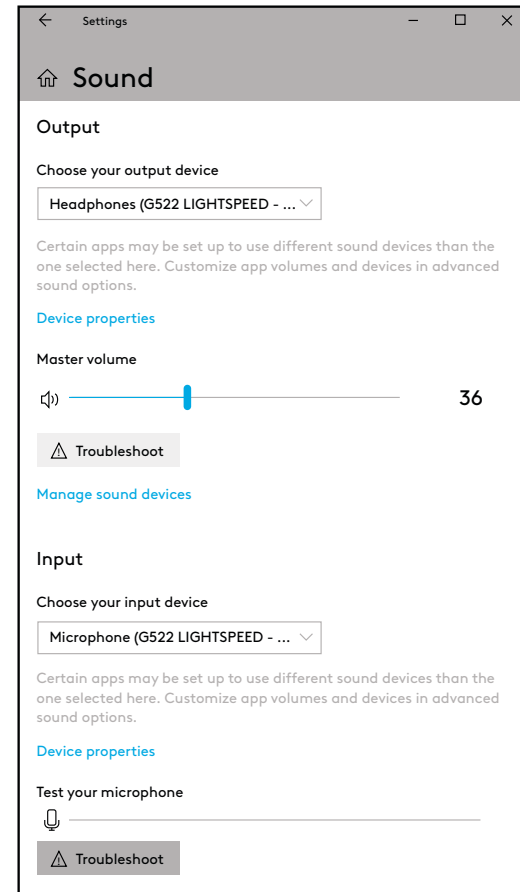 Settings
Sound
Output
Choose your output device
Headphones (G522 LIGHTSPEED - ...
Certain apps may be set up to use different sound devices than the
one selected here. Customize app volumes and devices in advanced
sound options.
Device properties
Master volume
36
Troubleshoot
Manage sound devices
Input
Choose your input device
Microphone (G522 LIGHTSPEED - ...
Certain apps may be set up to use different sound devices than the
one selected here. Customize app volumes and devices in advanced
sound options.
Device properties
Test your microphone
Troubleshoot